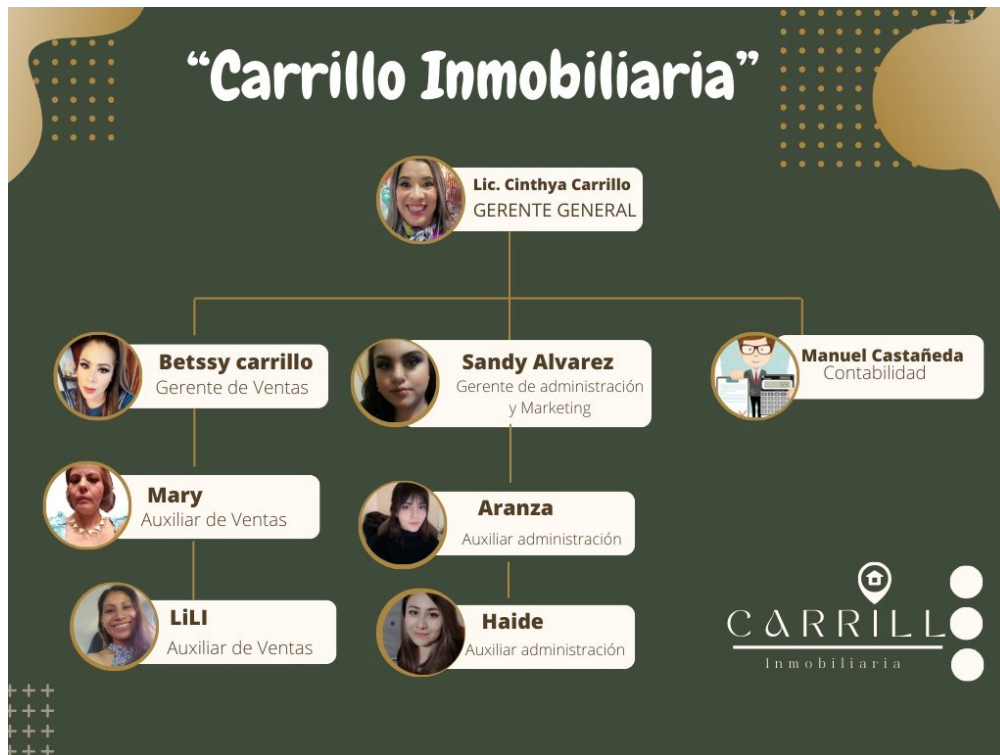 “Carrillo Inmobiliaria”
Lic. Cinthya Carrillo
GERENTE GENERAL
Betssy carrillo
Gerente de Ventas
Sandy Alvarez
Gerente de administración
y Marketing
Manuel Castañeda
Contabilidad
Mary
Auxiliar de Ventas
Aranza
Auxiliar administración
LiLI
Auxiliar de Ventas
Haide
Auxiliar administración
CARRILL
Inmobiliaria